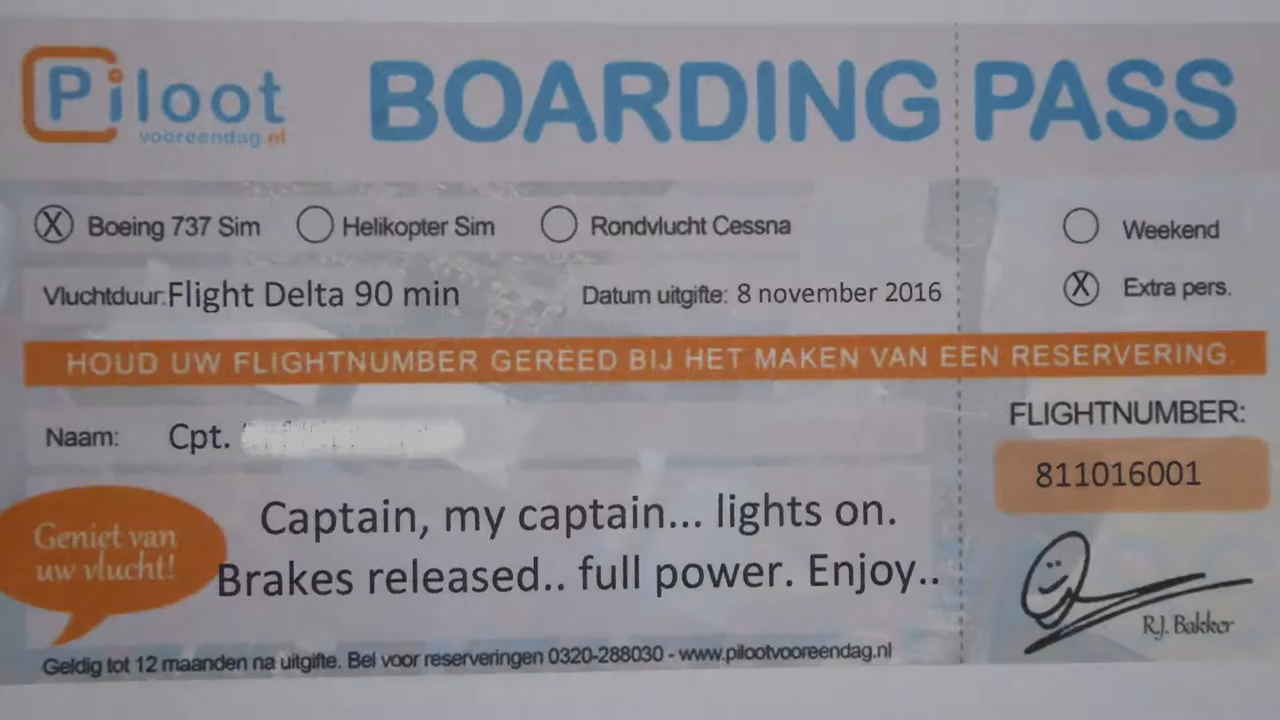 Piloot
vooreendag.nl
BOARDING PASS
X Boeing 737 Sim Helikopter Sim Rondvlucht Cessna Weekend
Vluchtduur: Flight Delta 90 min Datum uitgifte: 8 november 2016 X Extra pers.
HOUD UW FLIGHTNUMBER GEREED BIJ HET MAKEN VAN EEN RESERVERING.
FLIGHTNUMBER:
Naam: Cpt.
811016001
Captain, my captain... lights on.
Brakes released.. full power. Enjoy..
Geniet van
uw vlucht!
R.J. Bakker
Geldig tot 12 maanden na uitgifte. Bel voor reserveringen 0320-288030 - www.pilootvooreendag.nl